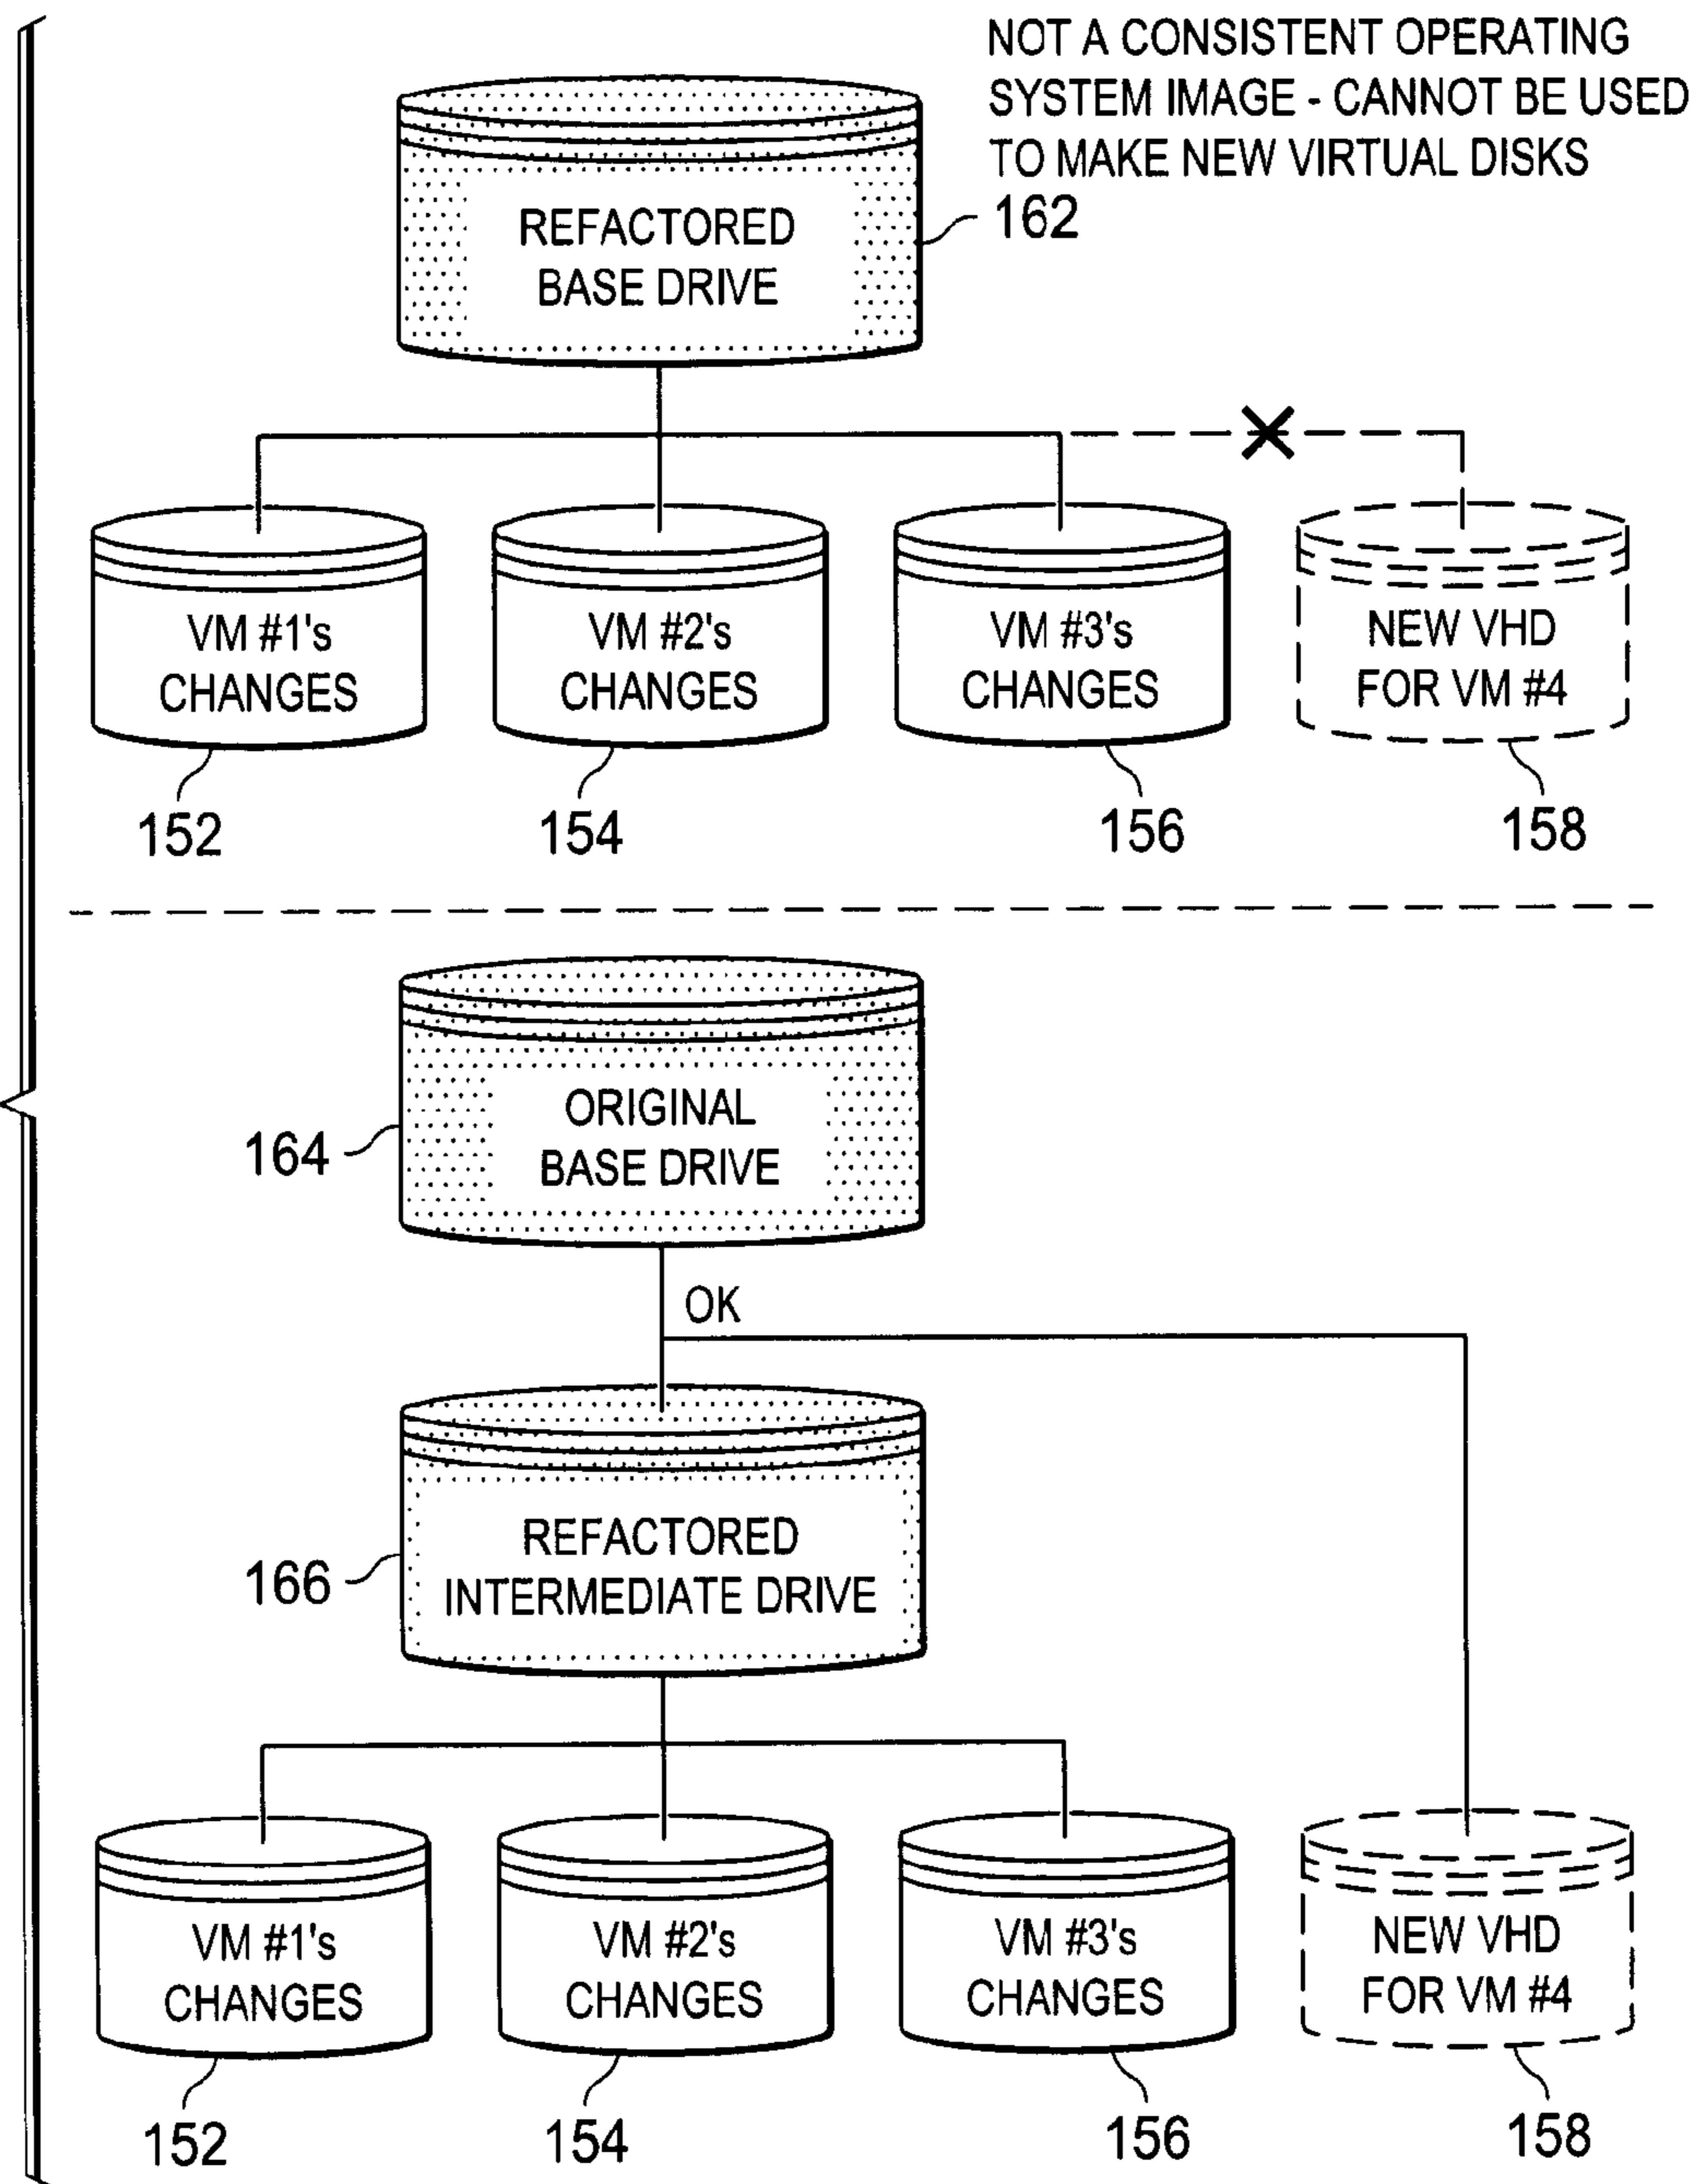 NOT A CONSISTENT OPERATING
SYSTEM IMAGE - CANNOT BE USED
TO MAKE NEW VIRTUAL DISKS
REFACTORED
BASE DRIVE
162
VM #1's
CHANGES
VM #2's
CHANGES
VM #3's
CHANGES
NEW VHD
FOR VM #4
152
154
156
158
ORIGINAL
BASE DRIVE
164
OK
REFACTORED
INTERMEDIATE DRIVE
166
VM #1's
CHANGES
VM #2's
CHANGES
VM #3's
CHANGES
NEW VHD
FOR VM #4
152
154
156
158